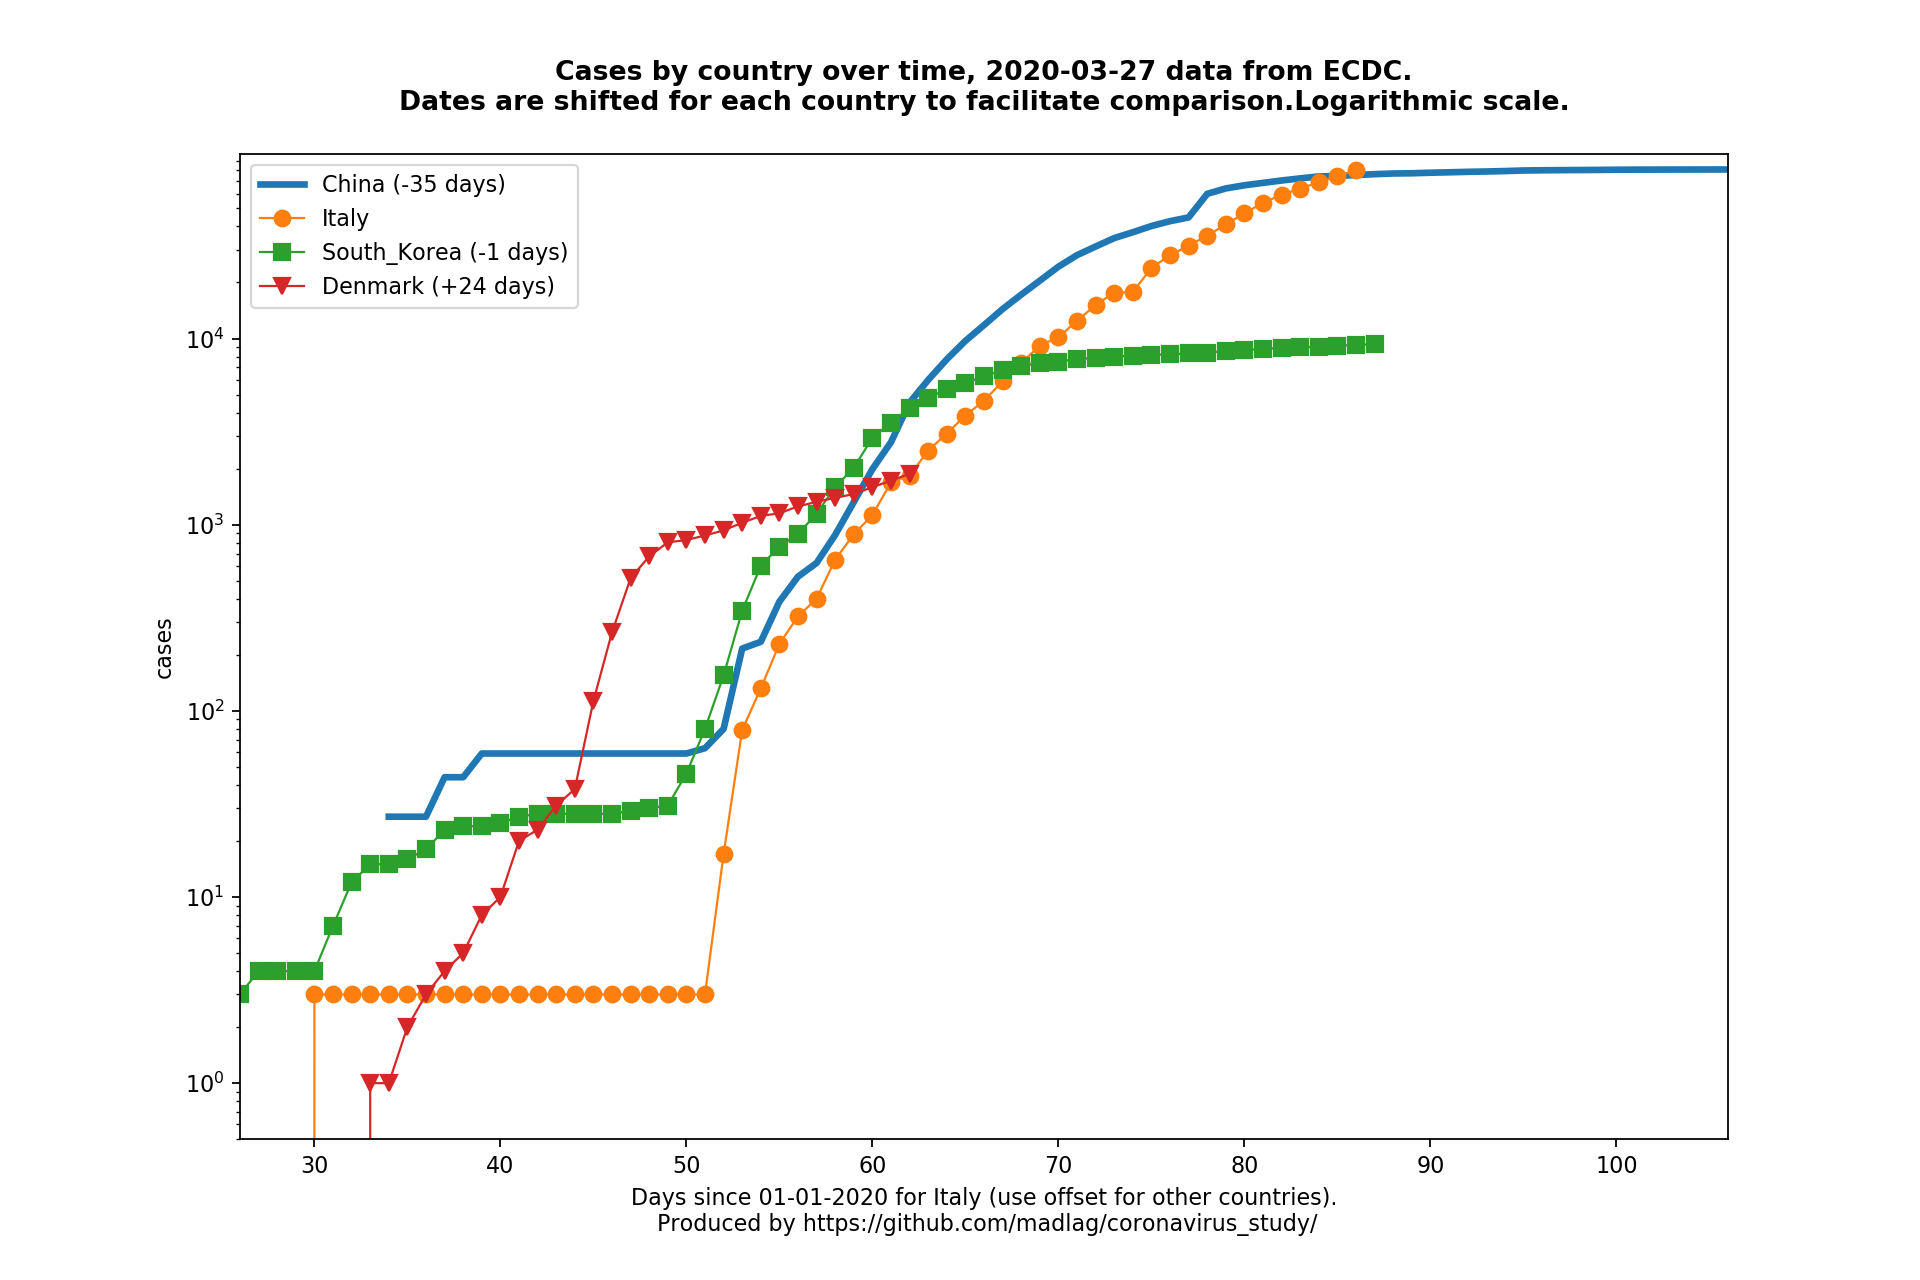 Cases by country over time, 2020-03-27 data from ECDC.
Dates are shifted for each country to facilitate comparison.Logarithmic scale.
China (-35 days)
Italy
South_Korea (-1 days)
Denmark (+24 days)
10⁴
10³
10²
10¹
10⁰
cases
30 40 50 60 70 80 90 100
Days since 01-01-2020 for Italy (use offset for other countries).
Produced by https://github.com/madlag/coronavirus_study/